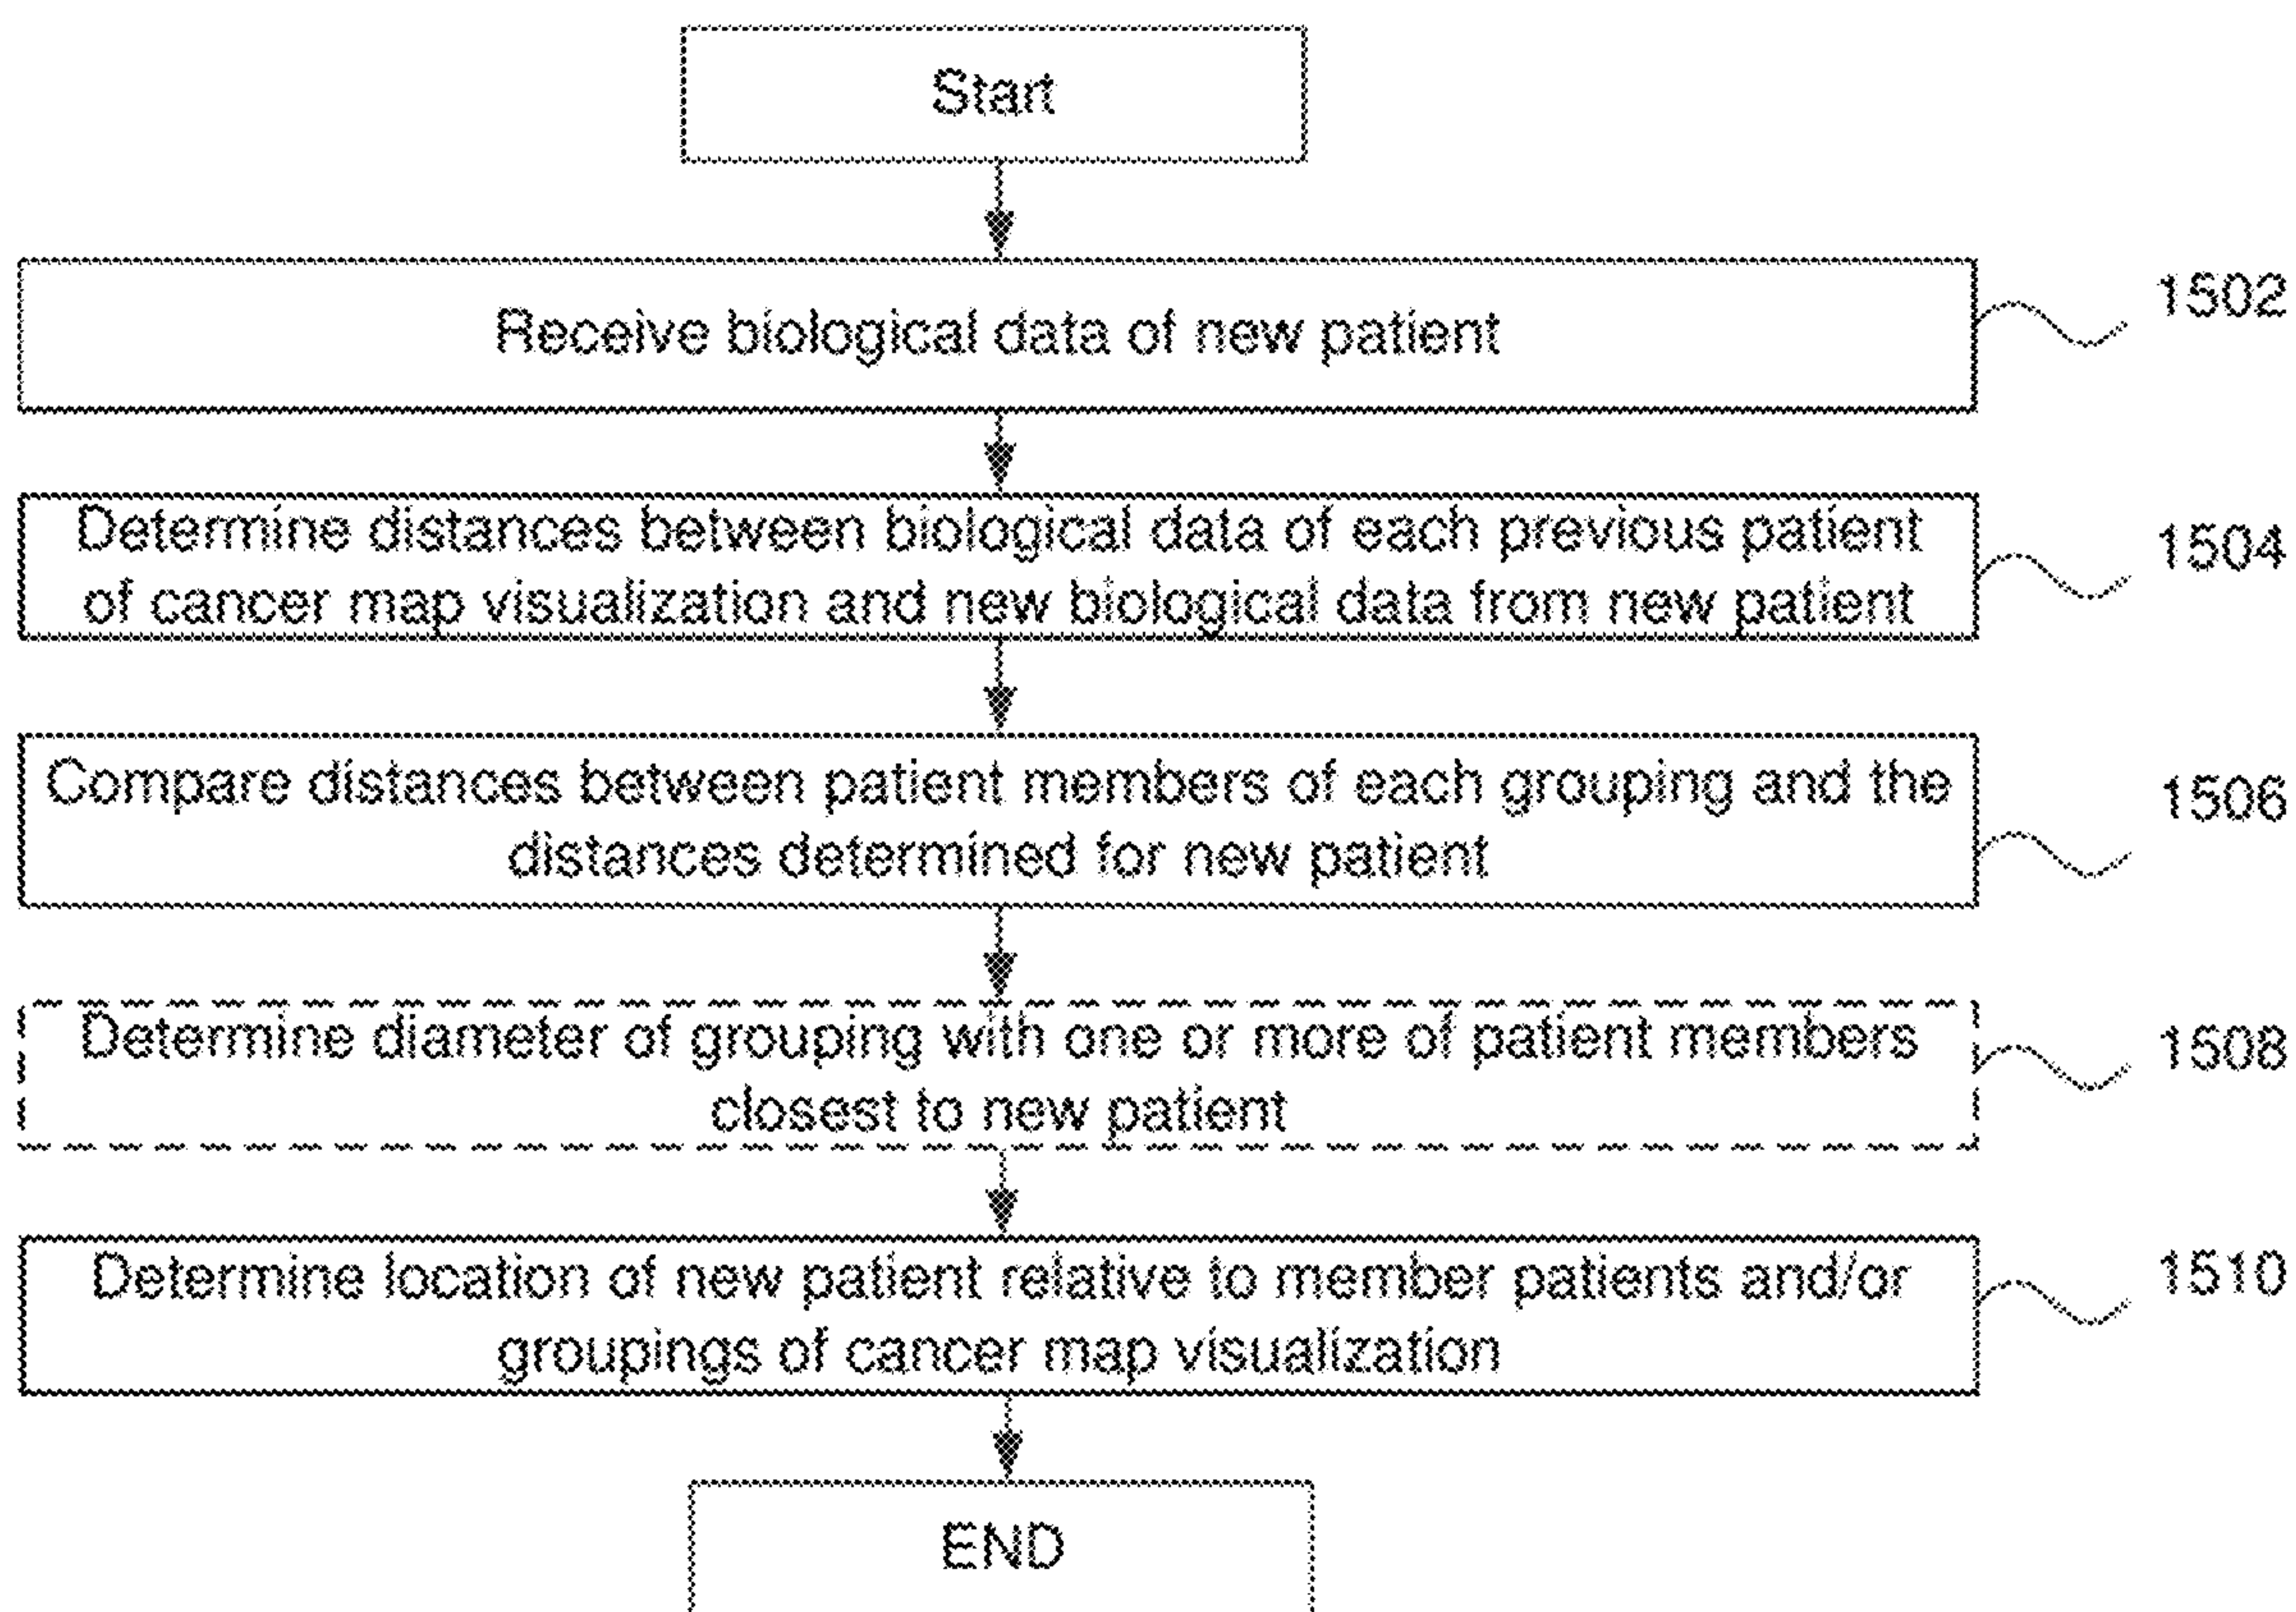 Start
Receive biological data of new patient
1502
Determine distances between biological data of each previous patient
of cancer map visualization and new biological data from new patient
1504
Compare distances between patient members of each grouping and the
distances determined for new patient
1506
Determine diameter of grouping with one or more of patient members
closest to new patient
1508
Determine location of new patient relative to member patients and/or
groupings of cancer map visualization
1510
END